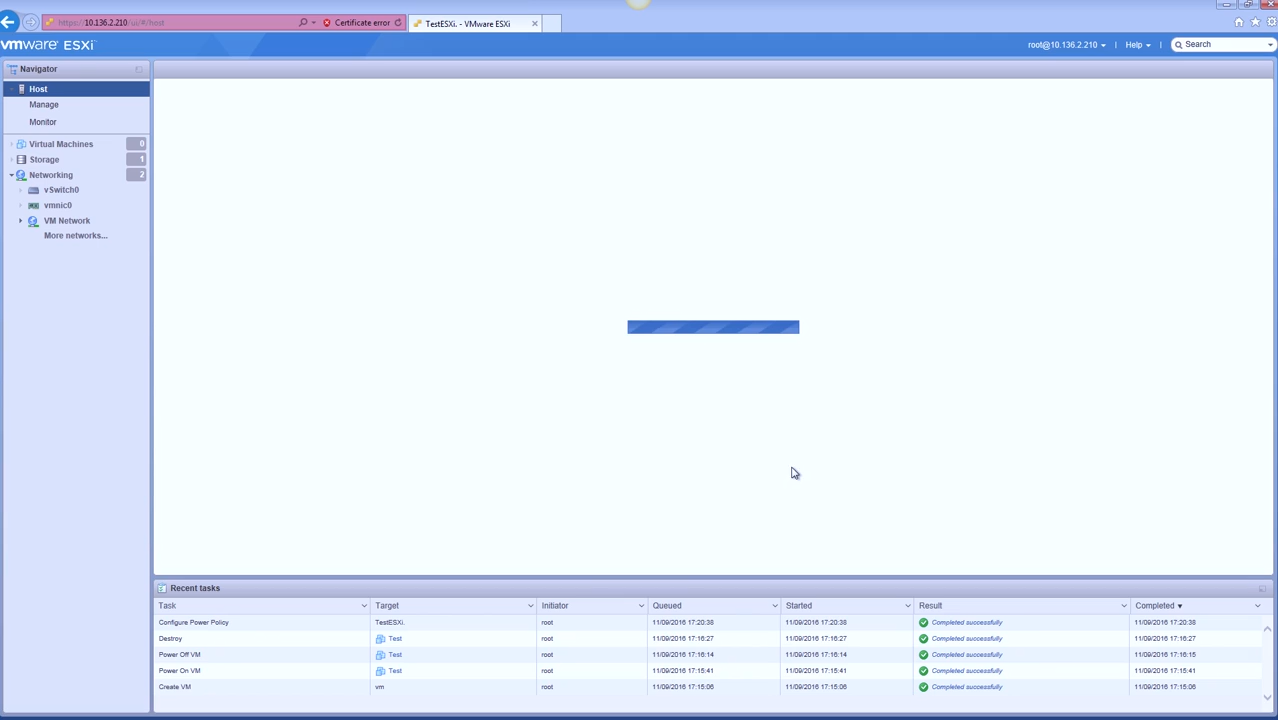 https://10.136.2.210/ui/#/host Certificate error TestESXi. - VMware ESXi
vmware ESXi root@10.136.2.210 | Help | Search
Navigator
Host
Manage
Monitor
Virtual Machines 0
Storage 1
Networking 2
vSwitch0
vmnic0
VM Network
More networks...
Recent tasks
Task Target Initiator Queued Started Result Completed
Configure Power Policy TestESXi. root 11/09/2016 17:20:38 11/09/2016 17:20:38 Completed successfully 11/09/2016 17:20:38
Destroy Test root 11/09/2016 17:16:27 11/09/2016 17:16:27 Completed successfully 11/09/2016 17:16:27
Power Off VM Test root 11/09/2016 17:16:14 11/09/2016 17:16:14 Completed successfully 11/09/2016 17:16:15
Power On VM Test root 11/09/2016 17:15:41 11/09/2016 17:15:41 Completed successfully 11/09/2016 17:15:41
Create VM vm root 11/09/2016 17:15:06 11/09/2016 17:15:06 Completed successfully 11/09/2016 17:15:06